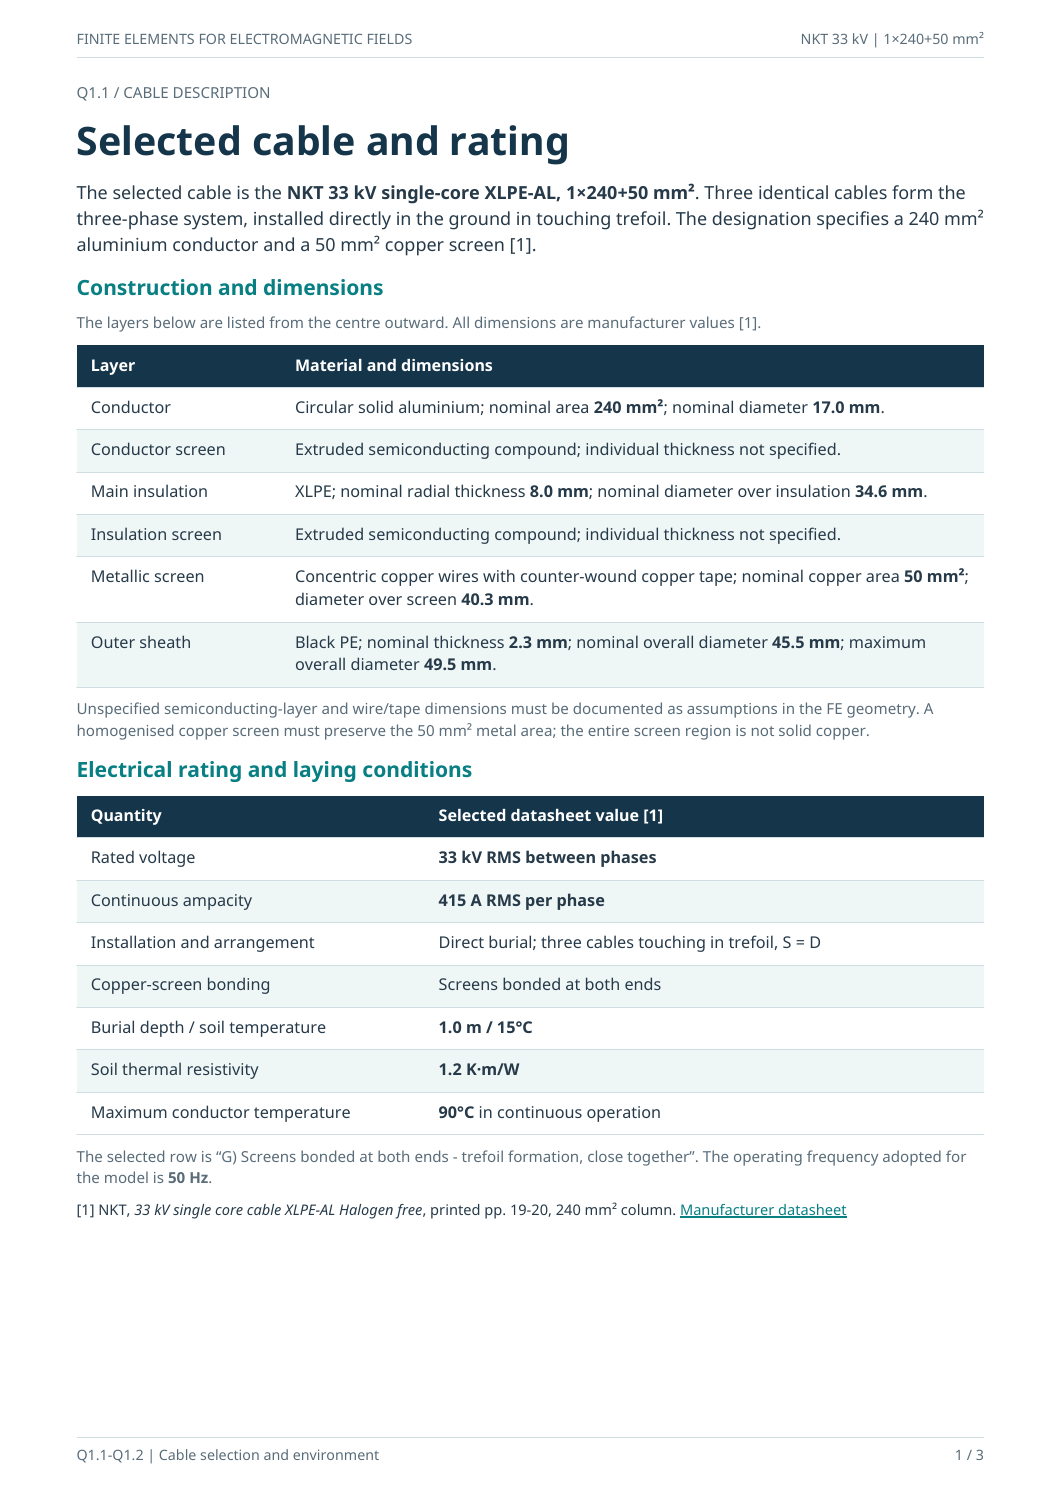 FINITE ELEMENTS FOR ELECTROMAGNETIC FIELDS
NKT 33 kV | 1×240+50 mm²
Q1.1 / CABLE DESCRIPTION
Selected cable and rating
The selected cable is the NKT 33 kV single-core XLPE-AL, 1×240+50 mm². Three identical cables form the
three-phase system, installed directly in the ground in touching trefoil. The designation specifies a 240 mm²
aluminium conductor and a 50 mm² copper screen [1].
Construction and dimensions
The layers below are listed from the centre outward. All dimensions are manufacturer values [1].
Layer Material and dimensions
Conductor Circular solid aluminium; nominal area 240 mm²; nominal diameter 17.0 mm.
Conductor screen Extruded semiconducting compound; individual thickness not specified.
Main insulation XLPE; nominal radial thickness 8.0 mm; nominal diameter over insulation 34.6 mm.
Insulation screen Extruded semiconducting compound; individual thickness not specified.
Metallic screen Concentric copper wires with counter-wound copper tape; nominal copper area 50 mm²;
diameter over screen 40.3 mm.
Outer sheath Black PE; nominal thickness 2.3 mm; nominal overall diameter 45.5 mm; maximum
overall diameter 49.5 mm.
Unspecified semiconducting-layer and wire/tape dimensions must be documented as assumptions in the FE geometry. A
homogenised copper screen must preserve the 50 mm² metal area; the entire screen region is not solid copper.
Electrical rating and laying conditions
Quantity Selected datasheet value [1]
Rated voltage 33 kV RMS between phases
Continuous ampacity 415 A RMS per phase
Installation and arrangement Direct burial; three cables touching in trefoil, S = D
Copper-screen bonding Screens bonded at both ends
Burial depth / soil temperature 1.0 m / 15°C
Soil thermal resistivity 1.2 K·m/W
Maximum conductor temperature 90°C in continuous operation
The selected row is “G) Screens bonded at both ends - trefoil formation, close together”. The operating frequency adopted for
the model is 50 Hz.
[1] NKT, 33 kV single core cable XLPE-AL Halogen free, printed pp. 19-20, 240 mm² column. Manufacturer datasheet
Q1.1-Q1.2 | Cable selection and environment
1 / 3